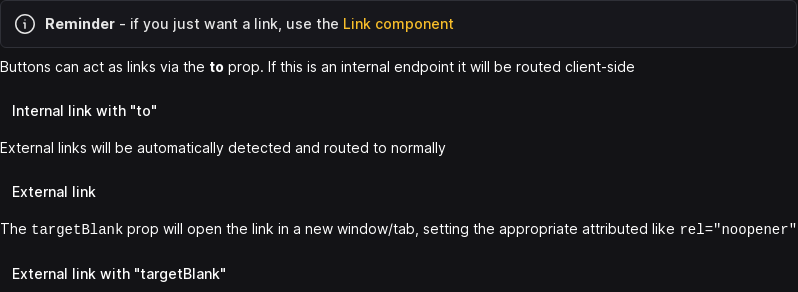 Reminder - if you just want a link, use the Link component
Buttons can act as links via the to prop. If this is an internal endpoint it will be routed client-side
Internal link with "to"
External links will be automatically detected and routed to normally
External link
The targetBlank prop will open the link in a new window/tab, setting the appropriate attributed like rel="noopener"
External link with "targetBlank"